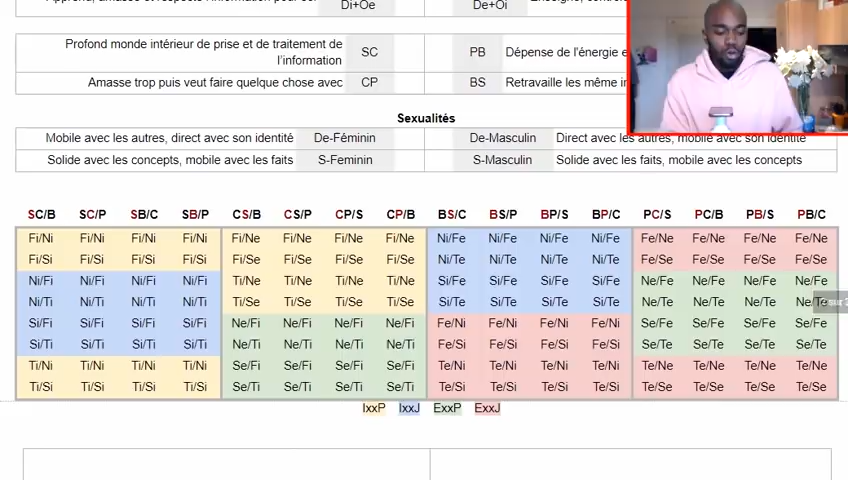 Di+Oe De+Oi
Profond monde intérieur de prise et de traitement de
l'information SC PB Dépense de l'énergie e
Amasse trop puis veut faire quelque chose avec CP BS Retravaille les même in
Sexualités
Mobile avec les autres, direct avec son identité De-Féminin De-Masculin Direct avec les autres, mobile avec son identité
Solide avec les concepts, mobile avec les faits S-Feminin S-Masculin Solide avec les faits, mobile avec les concepts
SC/B SC/P SB/C SB/P CS/B CS/P CP/S CP/B BS/C BS/P BP/S BP/C PC/S PC/B PB/S PB/C
Fi/Ni Fi/Ni Fi/Ni Fi/Ni Fi/Ne Fi/Ne Fi/Ne Fi/Ne Ni/Fe Ni/Fe Ni/Fe Ni/Fe Fe/Ne Fe/Ne Fe/Ne Fe/Ne
Fi/Si Fi/Si Fi/Si Fi/Si Fi/Se Fi/Se Fi/Se Fi/Se Ni/Te Ni/Te Ni/Te Ni/Te Fe/Se Fe/Se Fe/Se Fe/Se
Ni/Fi Ni/Fi Ni/Fi Ni/Fi Ti/Ne Ti/Ne Ti/Ne Ti/Ne Si/Fe Si/Fe Si/Fe Si/Fe Ne/Fe Ne/Fe Ne/Fe Ne/Fe
Ni/Ti Ni/Ti Ni/Ti Ni/Ti Ti/Se Ti/Se Ti/Se Ti/Se Si/Te Si/Te Si/Te Si/Te Ne/Te Ne/Te Ne/Te Ne/Te
Si/Fi Si/Fi Si/Fi Si/Fi Ne/Fi Ne/Fi Ne/Fi Ne/Fi Fe/Ni Fe/Ni Fe/Ni Fe/Ni Se/Fe Se/Fe Se/Fe Se/Fe
Si/Ti Si/Ti Si/Ti Si/Ti Ne/Ti Ne/Ti Ne/Ti Ne/Ti Fe/Si Fe/Si Fe/Si Fe/Si Se/Te Se/Te Se/Te Se/Te
Ti/Ni Ti/Ni Ti/Ni Ti/Ni Se/Fi Se/Fi Se/Fi Se/Fi Te/Ni Te/Ni Te/Ni Te/Ni Te/Ne Te/Ne Te/Ne Te/Ne
Ti/Si Ti/Si Ti/Si Ti/Si Se/Ti Se/Ti Se/Ti Se/Ti Te/Si Te/Si Te/Si Te/Si Te/Se Te/Se Te/Se Te/Se
IxxP IxxJ ExxP ExxJ